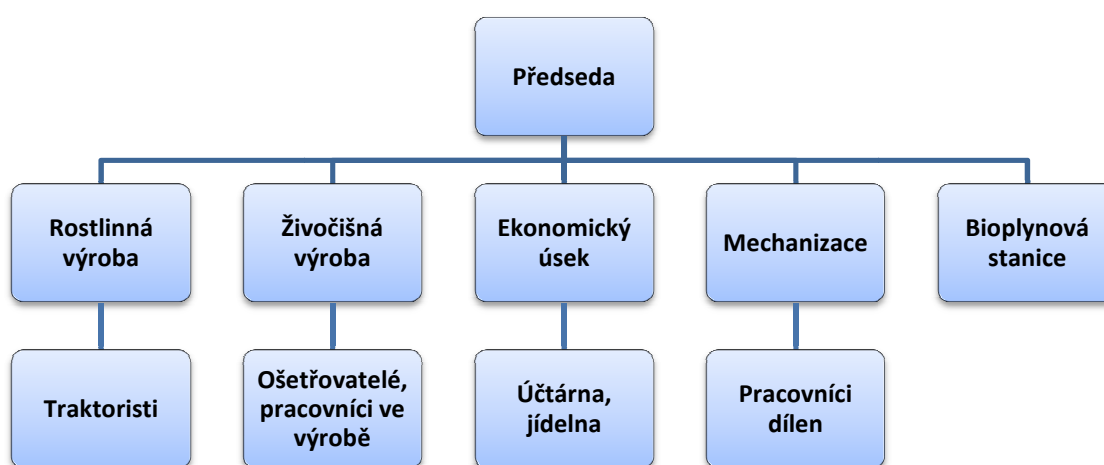 Předseda
Rostlinná
výroba
Živočišná
výroba
Ekonomický
úsek
Mechanizace
Bioplynová
stanice
Traktoristi
Ošetřovatelé,
pracovníci ve
výrobě
Účtárna,
jídelna
Pracovníci
dílen